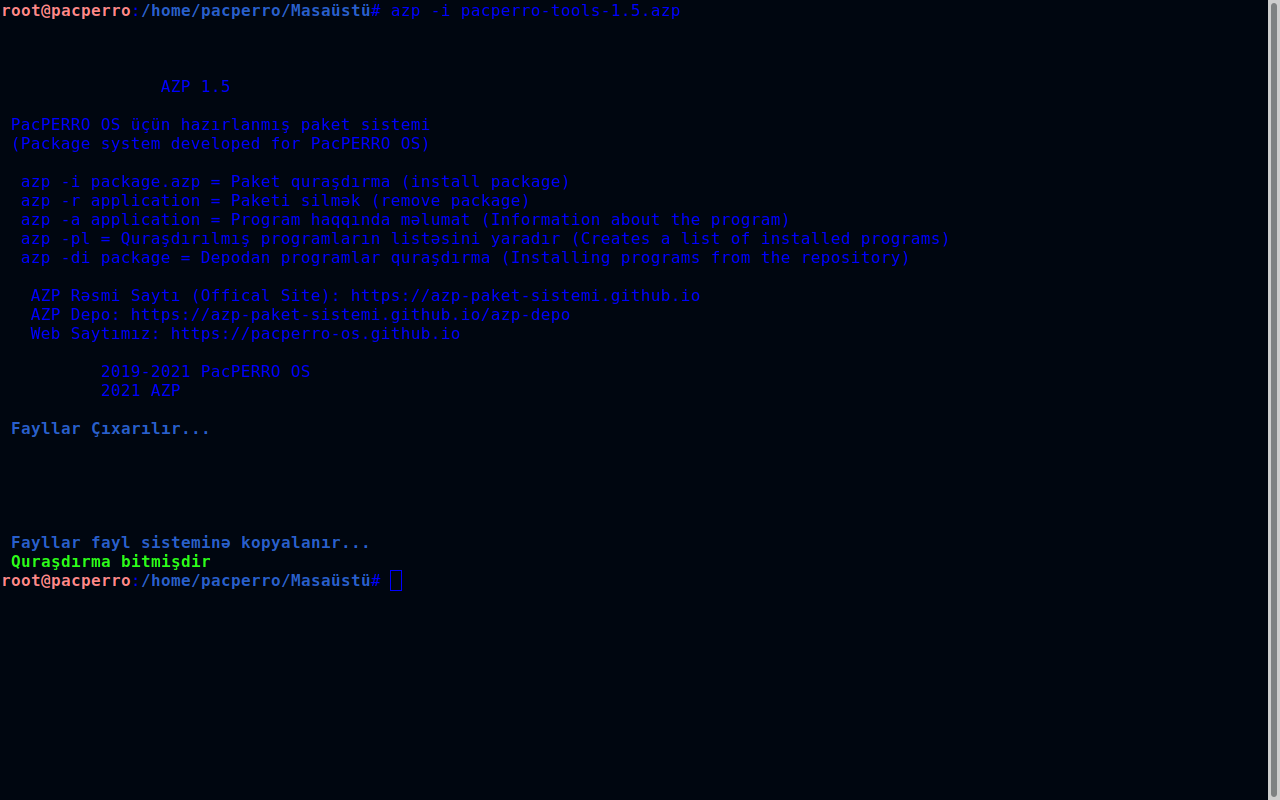 root@pacperro:/home/pacperro/Masaüstü# azp -i pacperro-tools-1.5.azp
AZP 1.5
PacPERRO OS üçün hazırlanmış paket sistemi
(Package system developed for PacPERRO OS)
azp -i package.azp = Paket quraşdırma (install package)
azp -r application = Paketi silmək (remove package)
azp -a application = Program haqqında məlumat (Information about the program)
azp -pl = Quraşdırılmış programların listəsini yaradır (Creates a list of installed programs)
azp -di package = Depodan programlar quraşdırma (Installing programs from the repository)
AZP Rəsmi Saytı (Offical Site): https://azp-paket-sistemi.github.io
AZP Depo: https://azp-paket-sistemi.github.io/azp-depo
Web Saytımız: https://pacperro-os.github.io
2019-2021 PacPERRO OS
2021 AZP
Fayllar Çıxarılır...
Fayllar fayl sisteminə kopyalanır...
Quraşdırma bitmişdir
root@pacperro:/home/pacperro/Masaüstü#